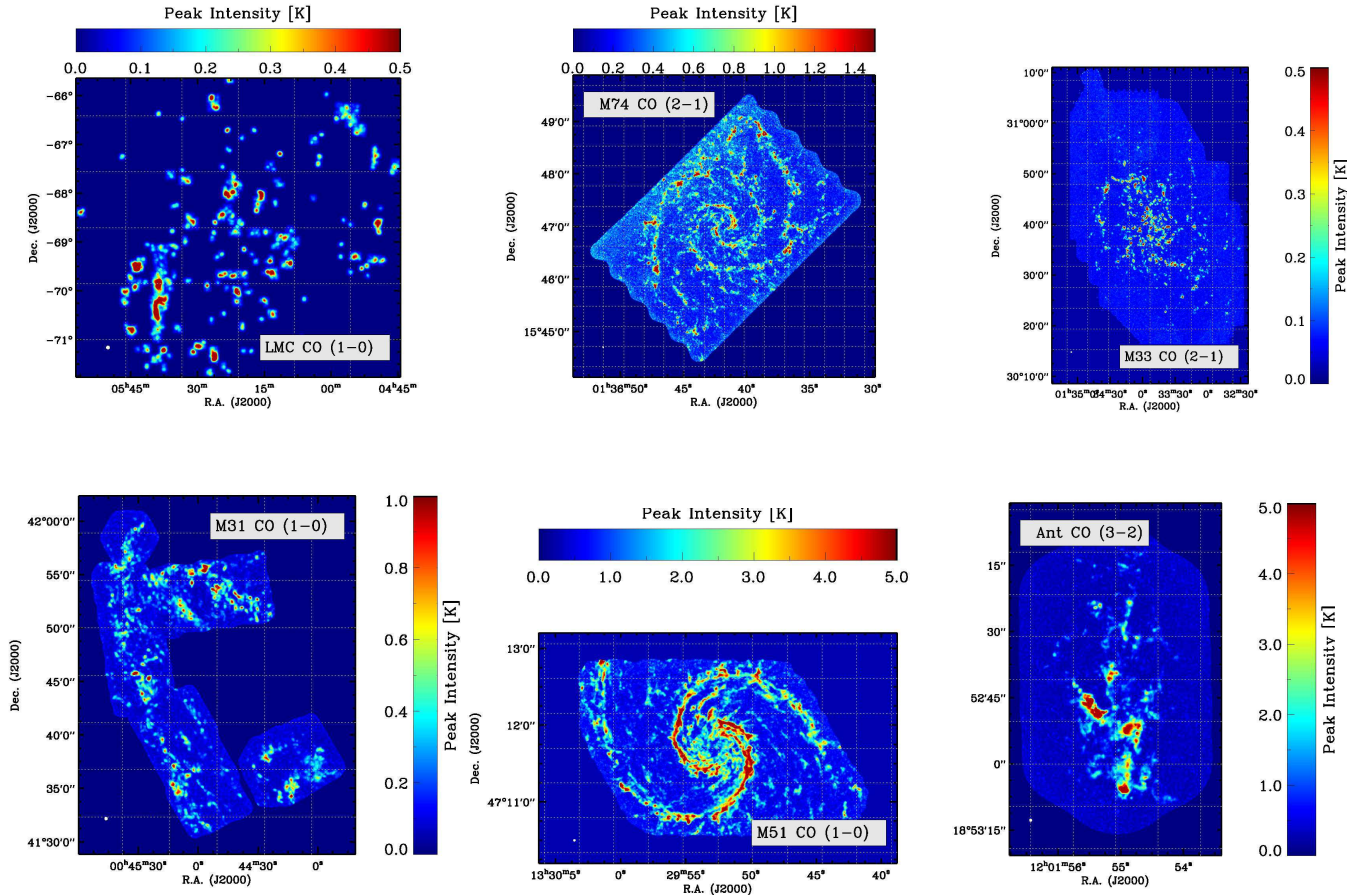 Peak Intensity [K]
0.0 0.1 0.2 0.3 0.4 0.5
-66°
-67°
-68°
-69°
-70°
-71°
Dec. (J2000)
LMC CO (1-0)
05ʰ45ᵐ 30ᵐ 15ᵐ 00ᵐ 04ʰ45ᵐ
R.A. (J2000)
Peak Intensity [K]
0.0 0.2 0.4 0.6 0.8 1.0 1.2 1.4
M74 CO (2-1)
49'0''
48'0''
47'0''
46'0''
15°45'0''
Dec. (J2000)
01ʰ36ᵐ50ˢ 45ˢ 40ˢ 35ˢ 30ˢ
R.A. (J2000)
10'0''
31°00'0''
50'0''
40'0''
30'0''
20'0''
30°10'0''
Dec. (J2000)
M33 CO (2-1)
01ʰ35ᵐ0ˢ 34ᵐ30ˢ 0ˢ 33ᵐ30ˢ 0ˢ 32ᵐ30ˢ
R.A. (J2000)
0.5
0.4
0.3
0.2
0.1
0.0
Peak Intensity [K]
M31 CO (1-0)
42°00'0''
55'0''
50'0''
45'0''
40'0''
35'0''
41°30'0''
Dec. (J2000)
00ʰ45ᵐ30ˢ 0ˢ 44ᵐ30ˢ 0ˢ
R.A. (J2000)
1.0
0.8
0.6
0.4
0.2
0.0
Peak Intensity [K]
Peak Intensity [K]
0.0 1.0 2.0 3.0 4.0 5.0
13'0''
12'0''
47°11'0''
Dec. (J2000)
M51 CO (1-0)
13ʰ30ᵐ5ˢ 0ˢ 29ᵐ55ˢ 50ˢ 45ˢ 40ˢ
R.A. (J2000)
Ant CO (3-2)
15''
30''
52'45''
0''
18°53'15''
Dec. (J2000)
12ʰ01ᵐ56ˢ 55ˢ 54ˢ
R.A. (J2000)
5.0
4.0
3.0
2.0
1.0
0.0
Peak Intensity [K]